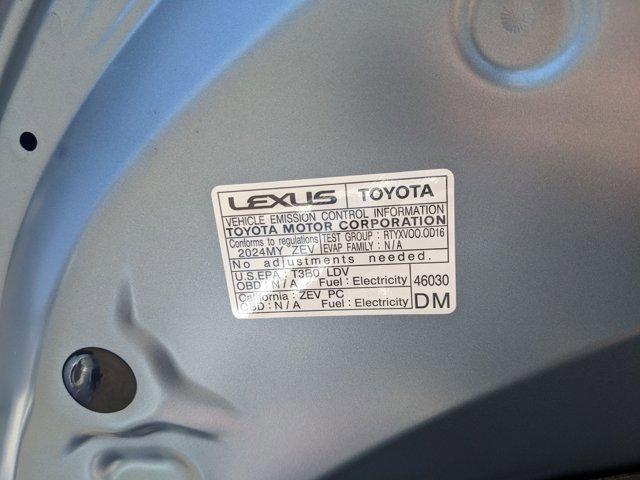 LEXUS TOYOTA
VEHICLE EMISSION CONTROL INFORMATION
TOYOTA MOTOR CORPORATION
Conforms to regulations TEST GROUP : RTYXV00.0D16
2024MY ZEV EVAP FAMILY : N/A
No adjustments needed.
U.S.EPA : T3B0 LDV
OBD : N/A Fuel : Electricity 46030
California : ZEV PC
OBD : N/A Fuel : Electricity DM